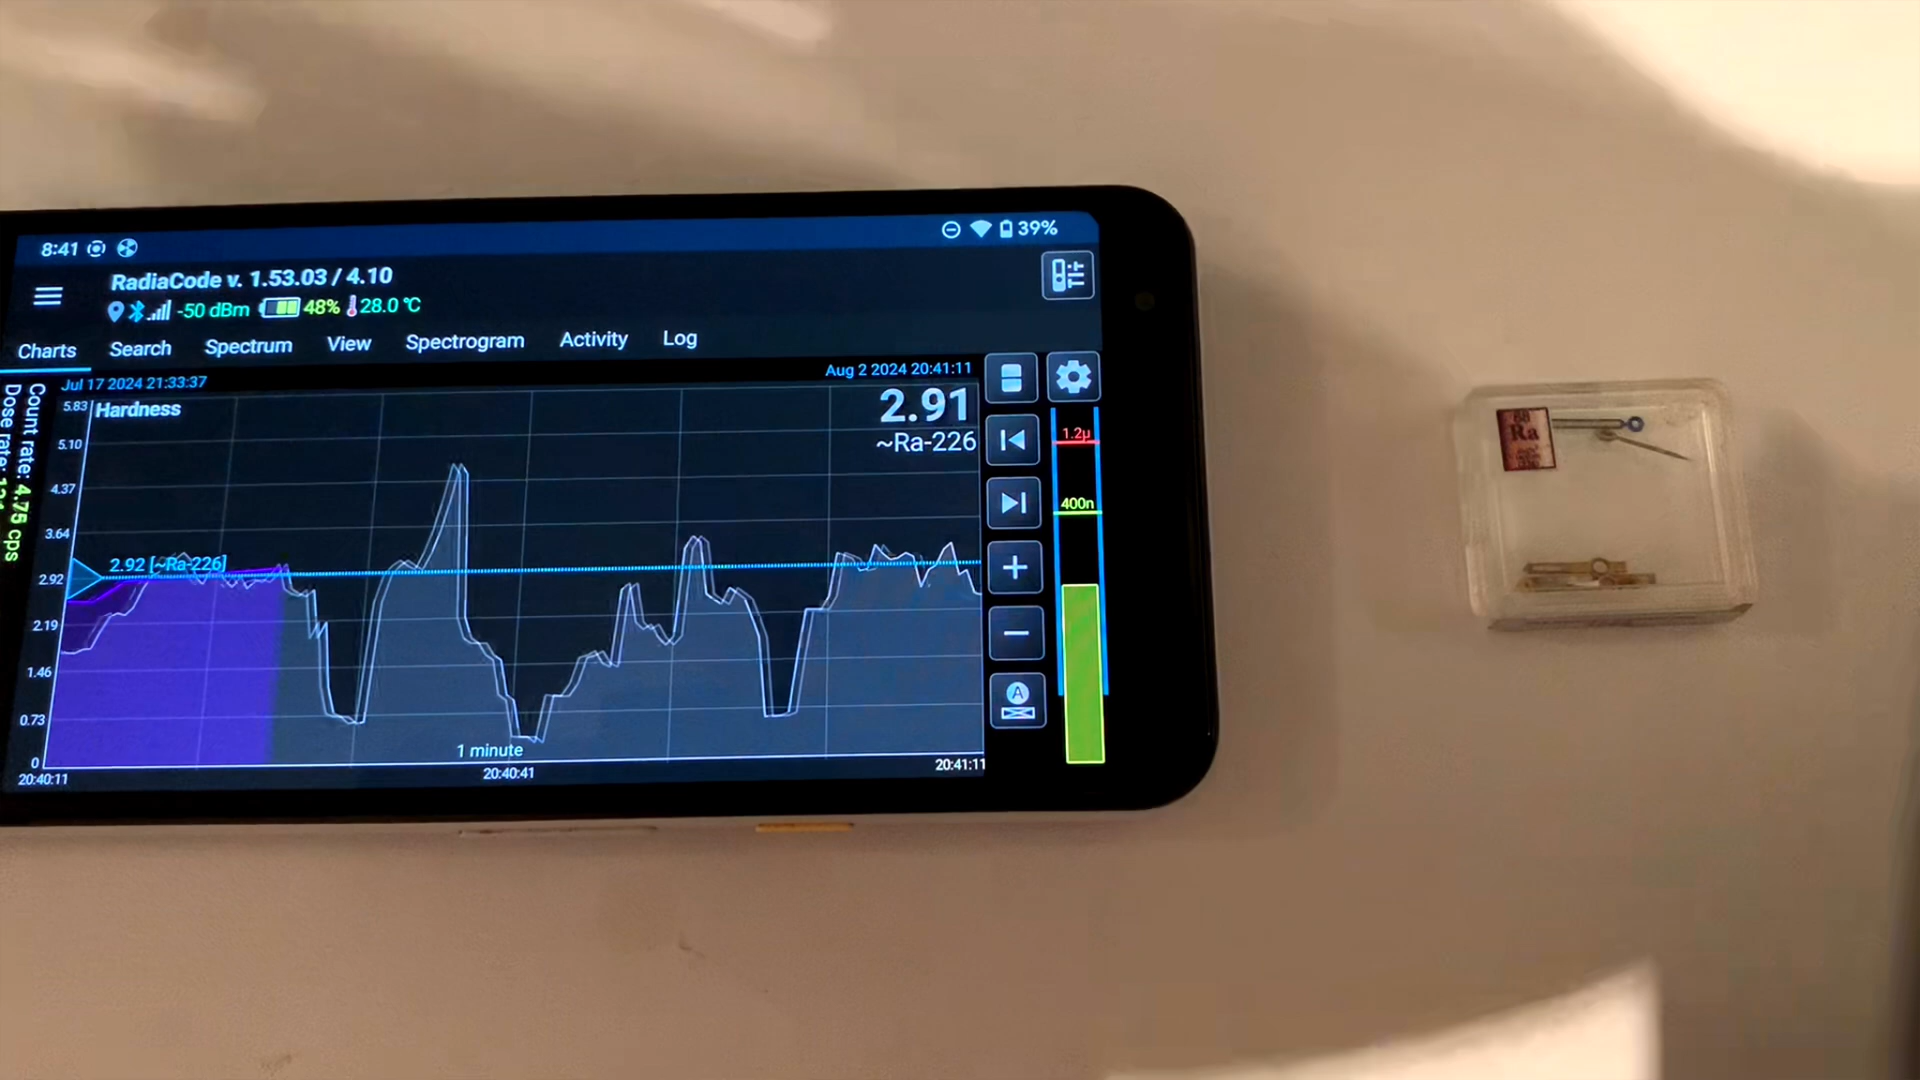 8:41
39%
RadiaCode v. 1.53.03 / 4.10
-50 dBm 48% 28.0 °C
Charts Search Spectrum View Spectrogram Activity Log
Jul 17 2024 21:33:37
Aug 2 2024 20:41:11
Count rate: 4.75 cps
Dose rate:
Hardness
2.91
~Ra-226
5.83
5.10
4.37
3.64
2.92
2.19
1.46
0.73
0
2.92 [~Ra-226]
1 minute
20:40:11
20:40:41
20:41:11
1.2μ
400n
A
88
Ra